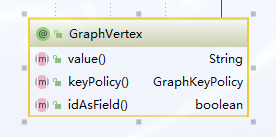 @ GraphVertex
m value() String
m keyPolicy() GraphKeyPolicy
m idAsField() boolean